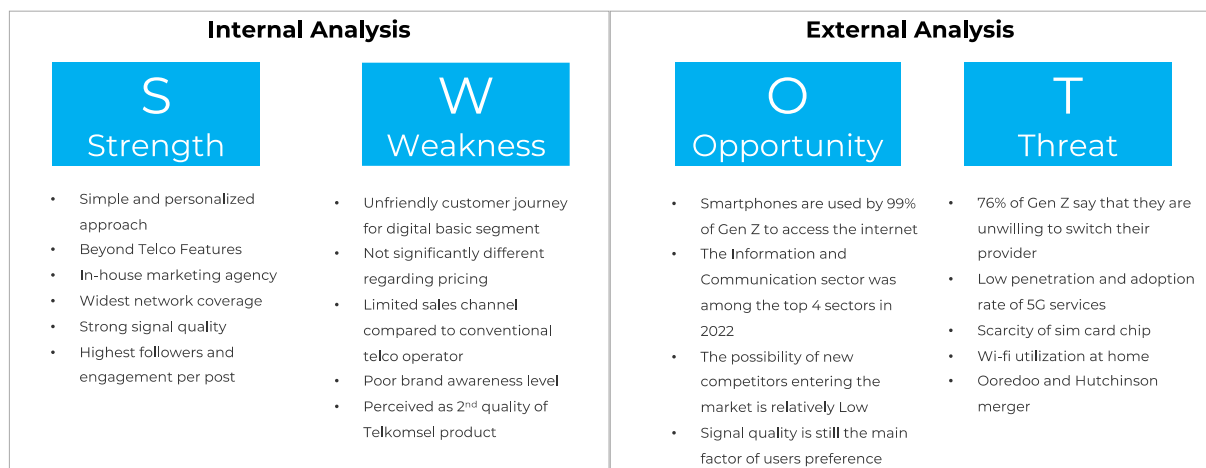 Internal Analysis
S
Strength
• Simple and personalized
approach
• Beyond Telco Features
• In-house marketing agency
• Widest network coverage
• Strong signal quality
• Highest followers and
engagement per post
W
Weakness
• Unfriendly customer journey
for digital basic segment
• Not significantly different
regarding pricing
• Limited sales channel
compared to conventional
telco operator
• Poor brand awareness level
• Perceived as 2nd quality of
Telkomsel product
External Analysis
O
Opportunity
• Smartphones are used by 99%
of Gen Z to access the internet
• The Information and
Communication sector was
among the top 4 sectors in
2022
• The possibility of new
competitors entering the
market is relatively Low
• Signal quality is still the main
factor of users preference
T
Threat
• 76% of Gen Z say that they are
unwilling to switch their
provider
• Low penetration and adoption
rate of 5G services
• Scarcity of sim card chip
• Wi-fi utilization at home
• Ooredoo and Hutchinson
merger